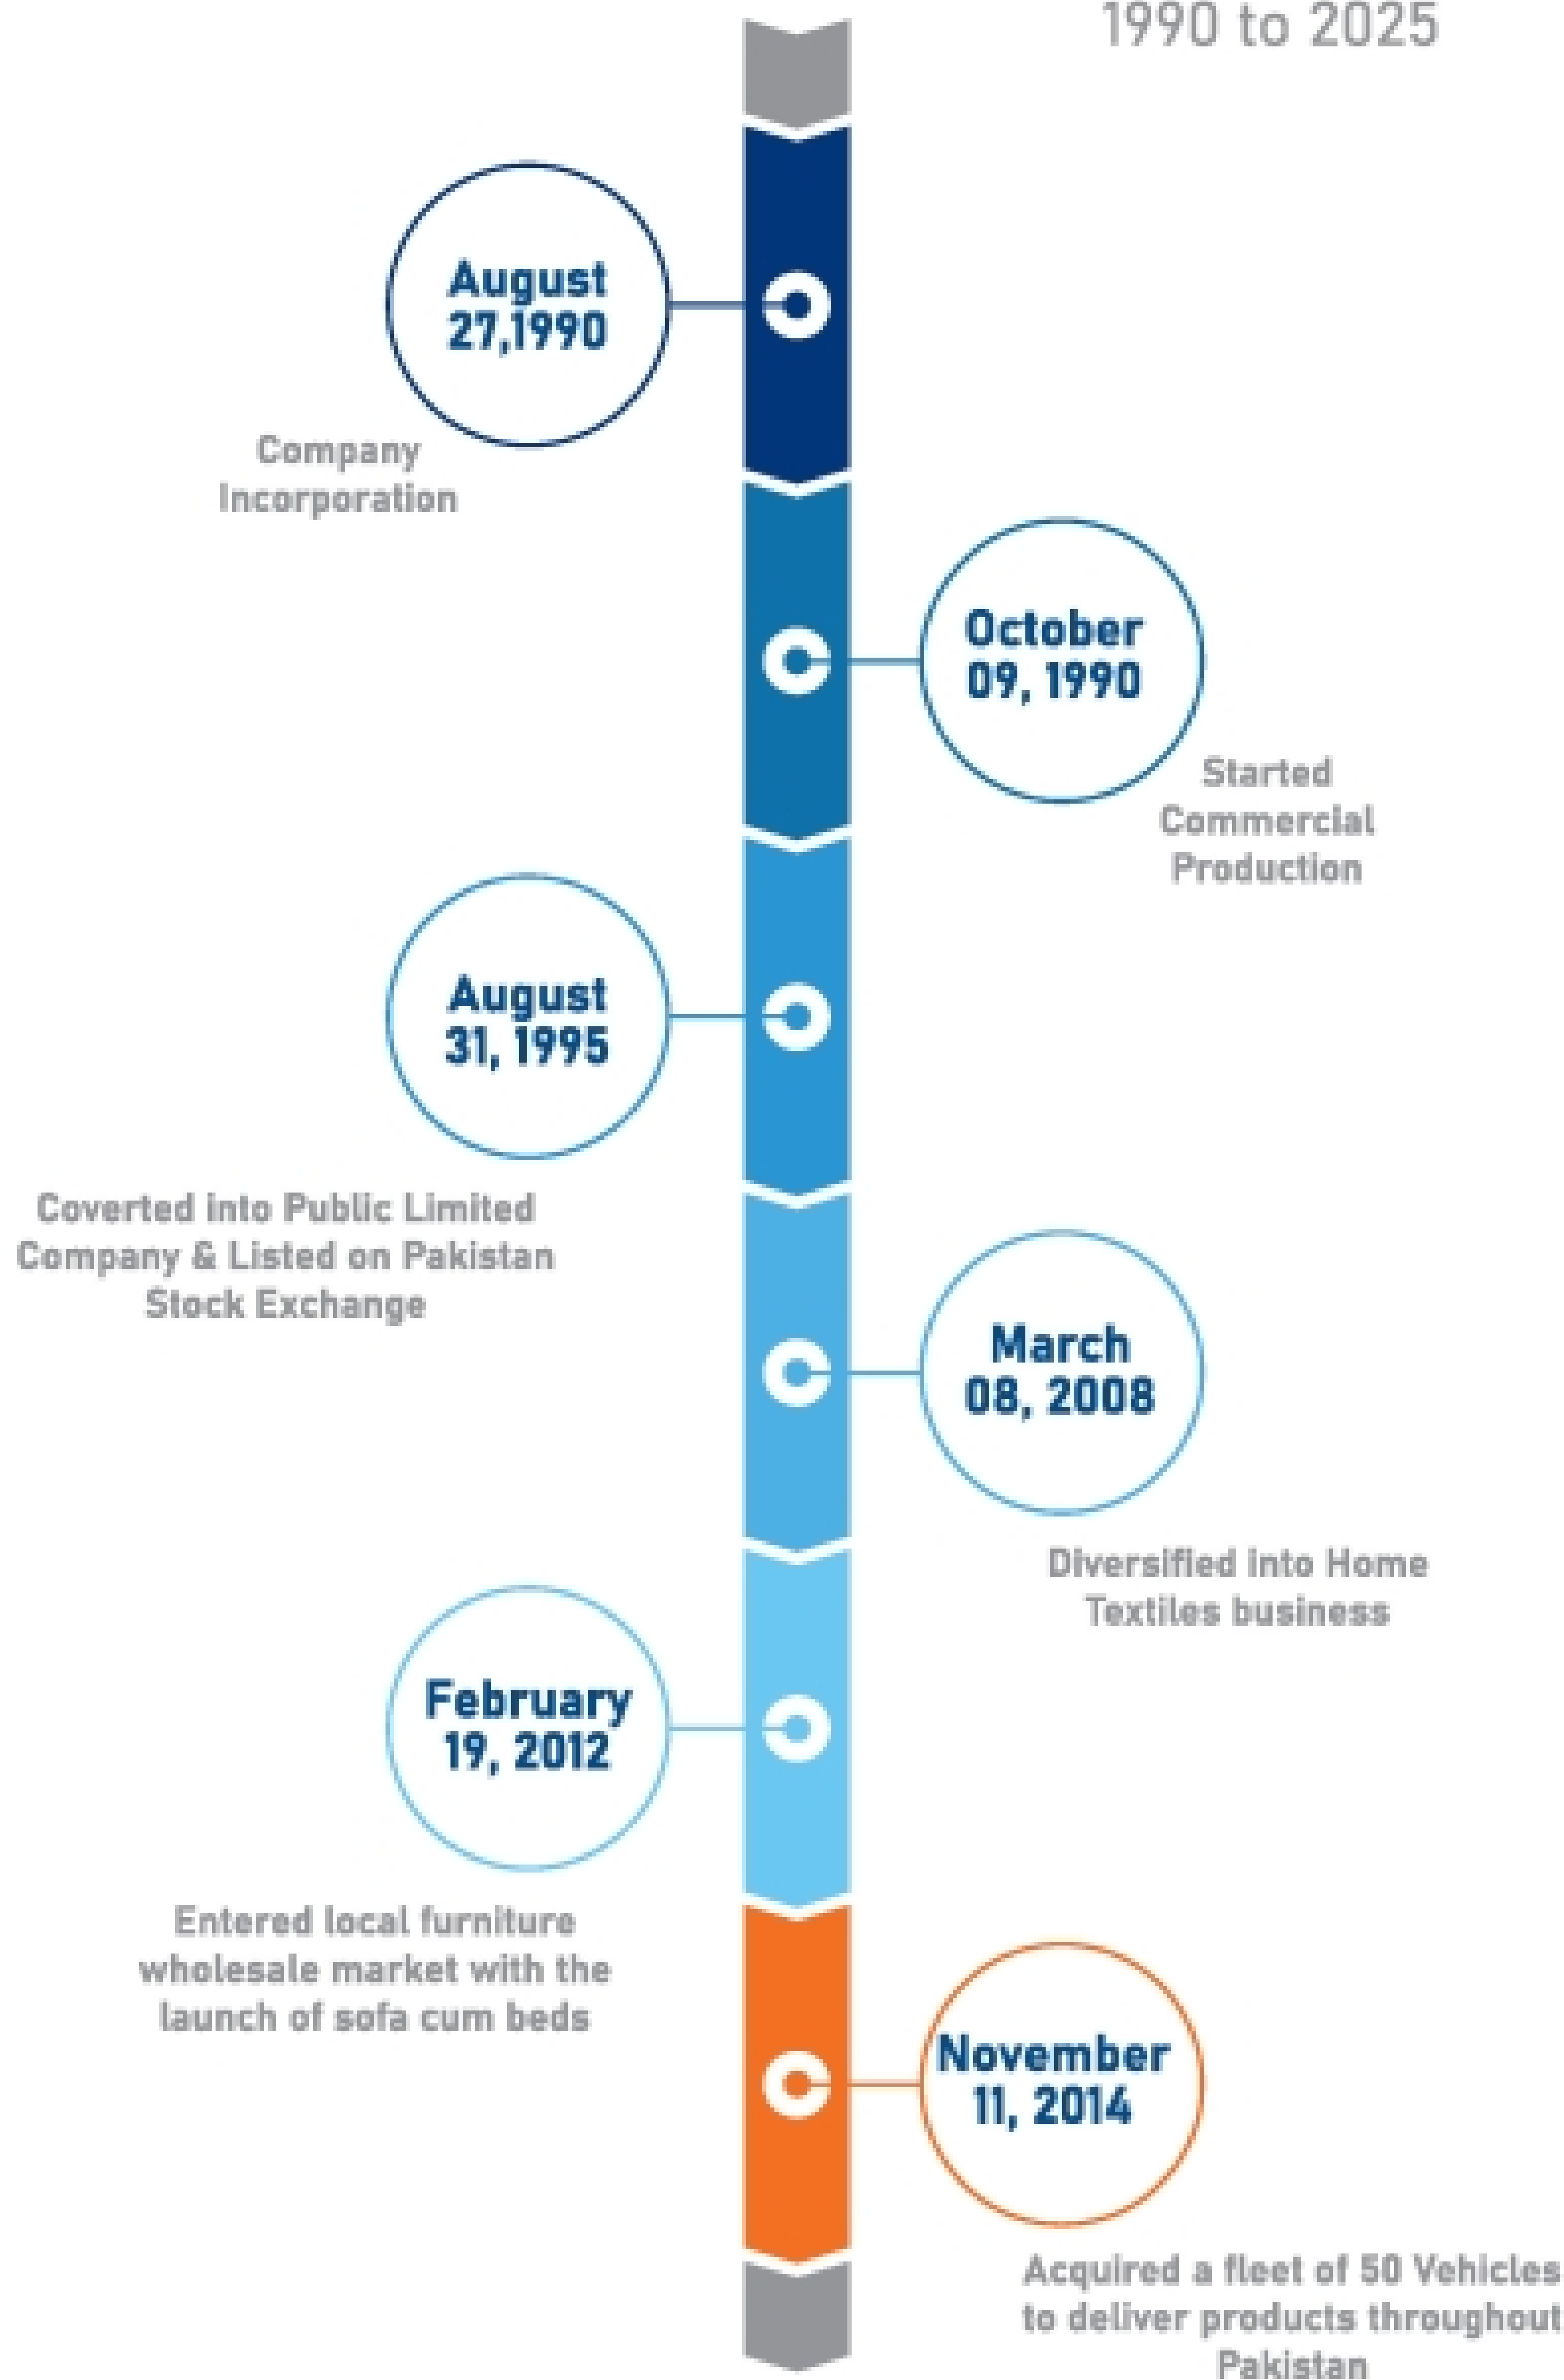 1990 to 2025
August
27,1990
Company
Incorporation
October
09, 1990
Started
Commercial
Production
August
31, 1995
Coverted into Public Limited
Company & Listed on Pakistan
Stock Exchange
March
08, 2008
Diversified into Home
Textiles business
February
19, 2012
Entered local furniture
wholesale market with the
launch of sofa cum beds
November
11, 2014
Acquired a fleet of 50 Vehicles
to deliver products throughout
Pakistan